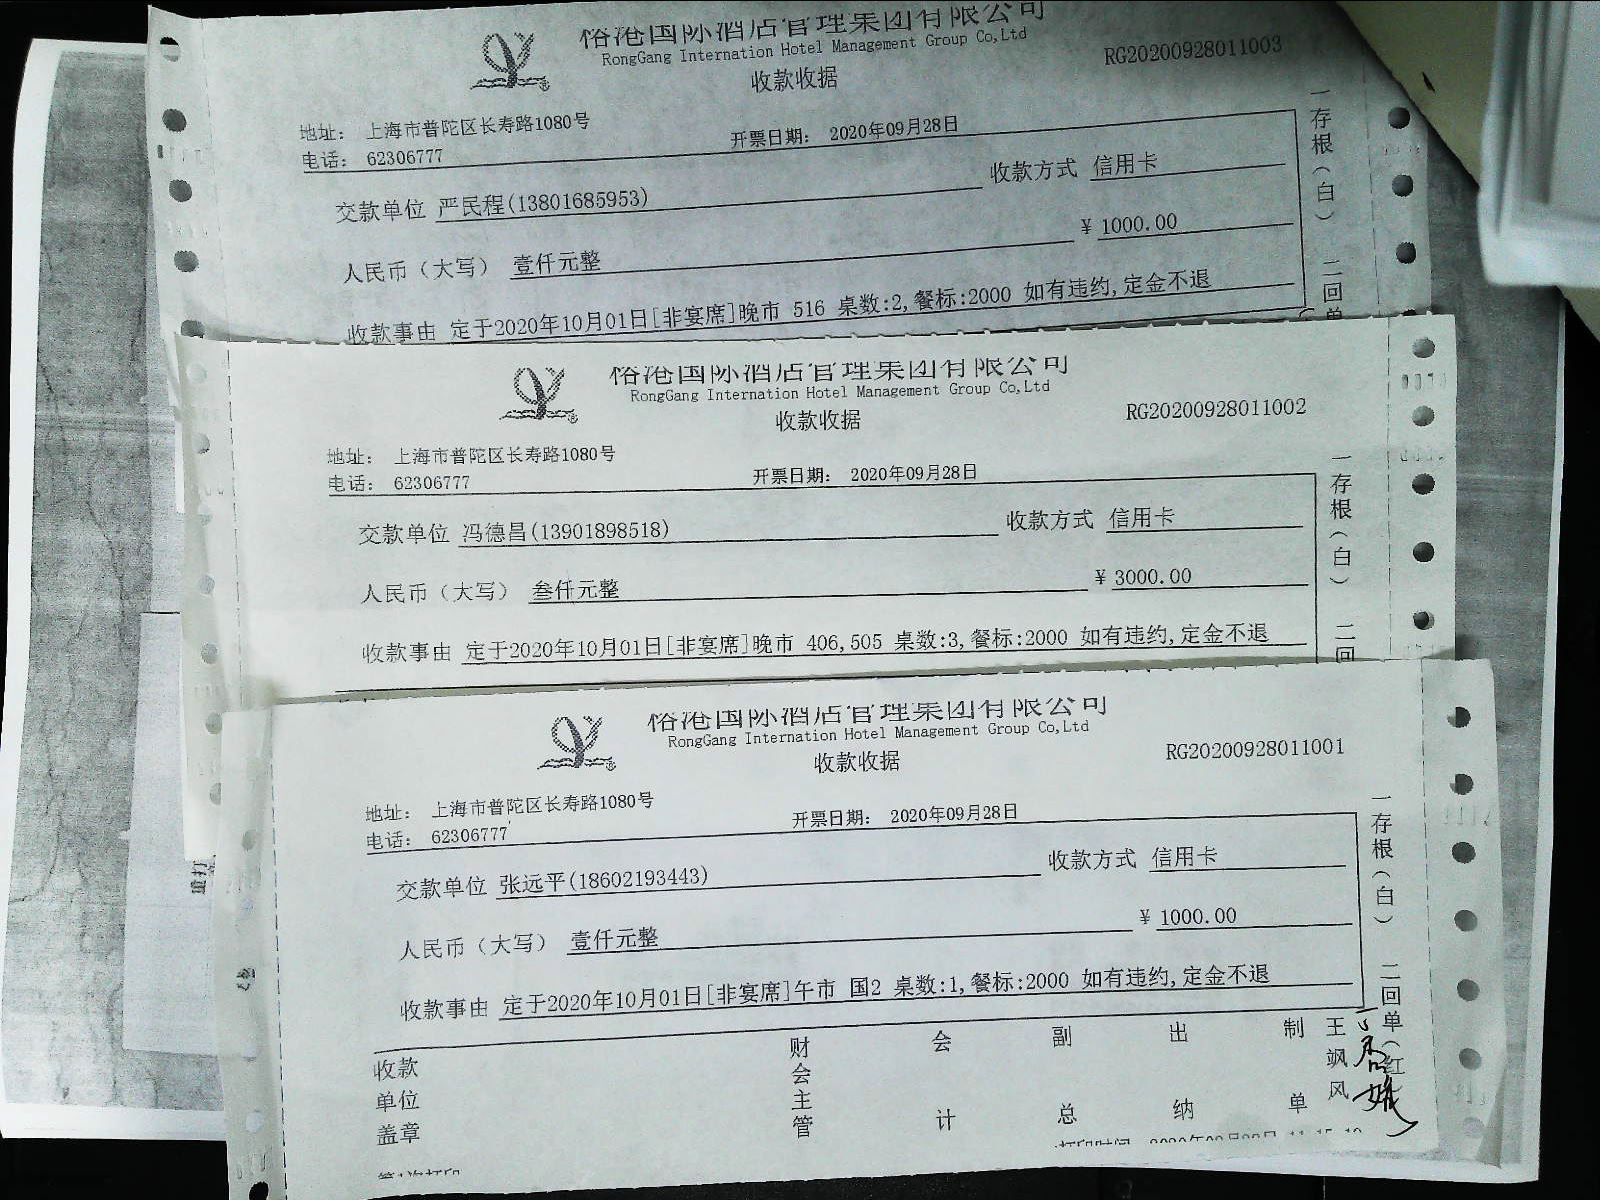 俗港国际酒店管理集团有限公司
RongGang International Hotel Management Group Co,Ltd
收款收据
RG20200928011003
地址： 上海市普陀区长寿路1080号
电话： 62306777
开票日期： 2020年09月28日
交款单位 严民程(13801685953)
收款方式 信用卡
人民币（大写） 壹仟元整
￥ 1000.00
收款事由 定于2020年10月01日[非宴席]晚市 516 桌数:2,餐标:2000 如有违约,定金不退
一存根（白） 二回单（
俗港国际酒店管理集团有限公司
RongGang International Hotel Management Group Co,Ltd
收款收据
RG20200928011002
地址： 上海市普陀区长寿路1080号
电话： 62306777
开票日期： 2020年09月28日
交款单位 冯德昌(13901898518)
收款方式 信用卡
人民币（大写） 叁仟元整
￥ 3000.00
收款事由 定于2020年10月01日[非宴席]晚市 406,505 桌数:3,餐标:2000 如有违约,定金不退
一存根（白） 二回
俗港国际酒店管理集团有限公司
RongGang International Hotel Management Group Co,Ltd
收款收据
RG20200928011001
地址： 上海市普陀区长寿路1080号
电话： 62306777
开票日期： 2020年09月28日
交款单位 张远平(18602193443)
收款方式 信用卡
人民币（大写） 壹仟元整
￥ 1000.00
收款事由 定于2020年10月01日[非宴席]午市 国2 桌数:1,餐标:2000 如有违约,定金不退
一存根（白） 二回单（红
收款单位盖章
财会主管
会计
副总
出纳
制单
王飒风